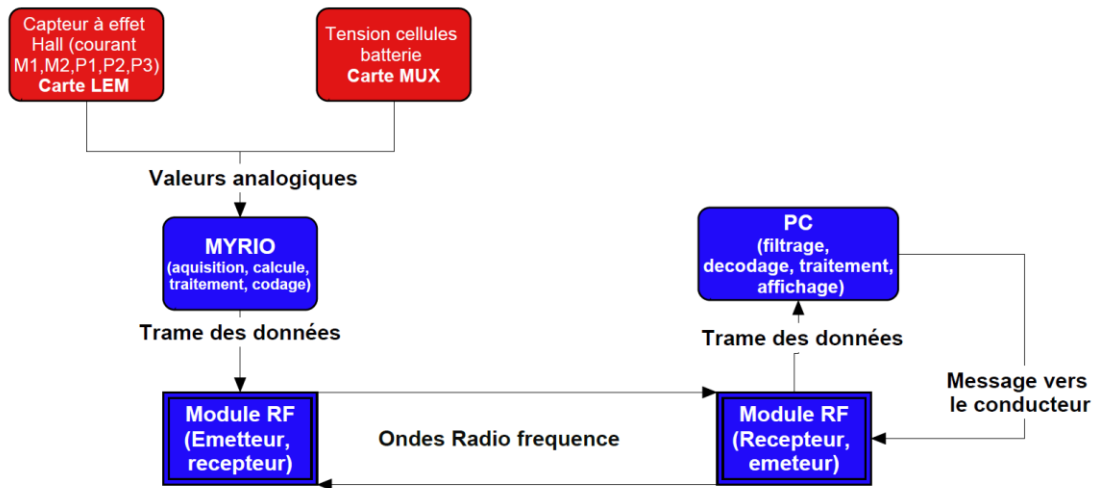 Capteur à effet
Hall (courant
M1,M2,P1,P2,P3)
Carte LEM
Tension cellules
batterie
Carte MUX
Valeurs analogiques
MYRIO
(aquisition, calcule,
traitement, codage)
Trame des données
Module RF
(Emetteur,
recepteur)
Ondes Radio frequence
PC
(filtrage,
decodage, traitement,
affichage)
Trame des données
Message vers
le conducteur
Module RF
(Recepteur,
emeteur)